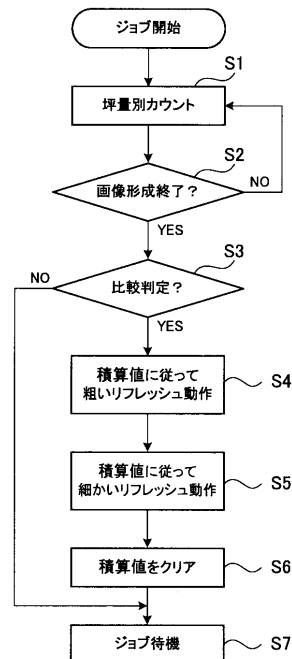 ジョブ開始
S1
坪量別カウント
S2
画像形成終了?
NO
YES
S3
NO
比較判定?
YES
積算値に従って
粗いリフレッシュ動作
S4
積算値に従って
細かいリフレッシュ動作
S5
積算値をクリア
S6
ジョブ待機
S7